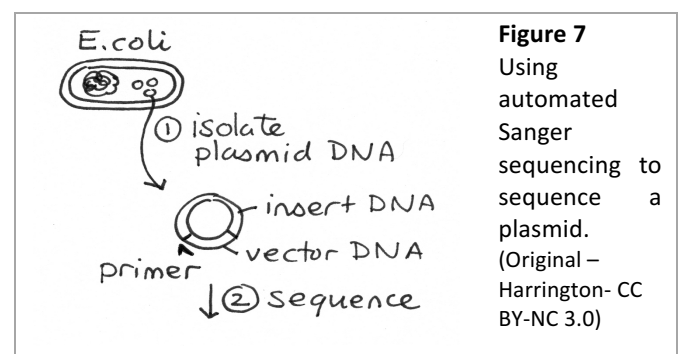 E.coli
① isolate
plasmid DNA
insert DNA
vector DNA
primer
② sequence
Figure 7
Using
automated
Sanger
sequencing to
sequence a
plasmid.
(Original –
Harrington- CC
BY-NC 3.0)